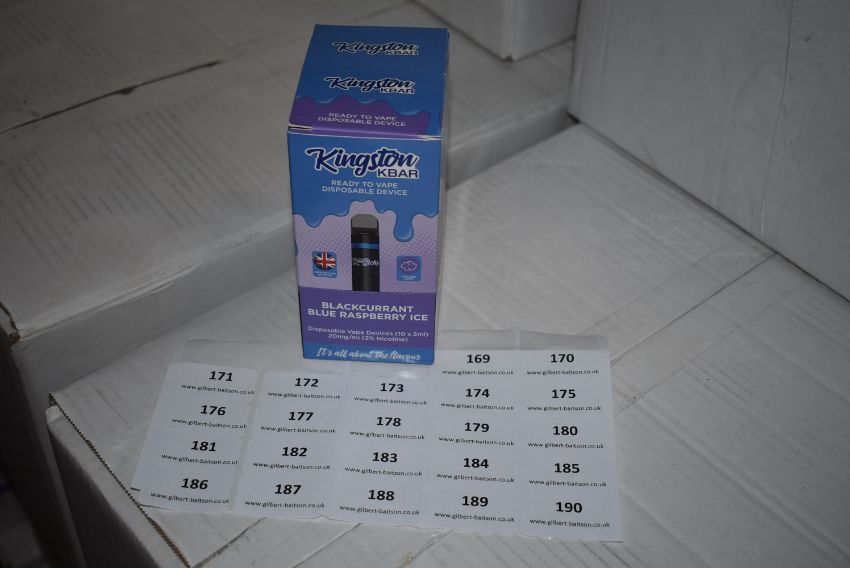 Kingston
KBAR
Kingston
KBAR
READY TO VAPE
DISPOSABLE DEVICE
Kingston
KBAR
READY TO VAPE
DISPOSABLE DEVICE
BLACKCURRANT
BLUE RASPBERRY ICE
Disposable Vape Devices (10 x 2ml)
20mg/ml (2% Nicotine)
It's all about the flavour
169 170
www.gilbert-baitson.co.uk www.gilbert-baitson.co.uk
171 172 173 174 175
www.gilbert-baitson.co.uk www.gilbert-baitson.co.uk www.gilbert-baitson.co.uk www.gilbert-baitson.co.uk www.gilbert-baitson.co.uk
176 177 178 179 180
www.gilbert-baitson.co.uk www.gilbert-baitson.co.uk www.gilbert-baitson.co.uk www.gilbert-baitson.co.uk www.gilbert-baitson.co.uk
181 182 183 184 185
www.gilbert-baitson.co.uk www.gilbert-baitson.co.uk www.gilbert-baitson.co.uk www.gilbert-baitson.co.uk www.gilbert-baitson.co.uk
186 187 188 189 190
www.gilbert-baitson.co.uk www.gilbert-baitson.co.uk www.gilbert-baitson.co.uk www.gilbert-baitson.co.uk www.gilbert-baitson.co.uk